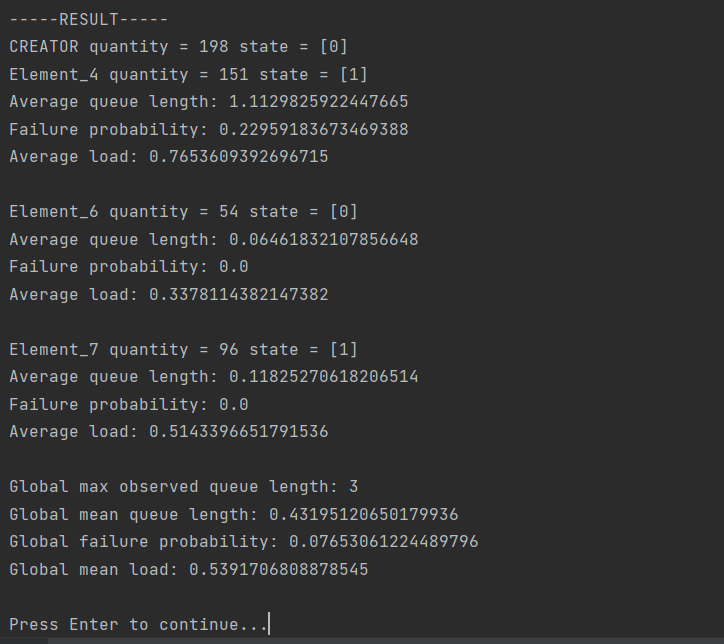 -----RESULT-----
CREATOR quantity = 198 state = [0]
Element_4 quantity = 151 state = [1]
Average queue length: 1.1129825922447665
Failure probability: 0.22959183673469388
Average load: 0.7653609392696715
Element_6 quantity = 54 state = [0]
Average queue length: 0.06461832107856648
Failure probability: 0.0
Average load: 0.3378114382147382
Element_7 quantity = 96 state = [1]
Average queue length: 0.11825270618206514
Failure probability: 0.0
Average load: 0.5143396651791536
Global max observed queue length: 3
Global mean queue length: 0.43195120650179936
Global failure probability: 0.07653061224489796
Global mean load: 0.5391706808878545
Press Enter to continue...